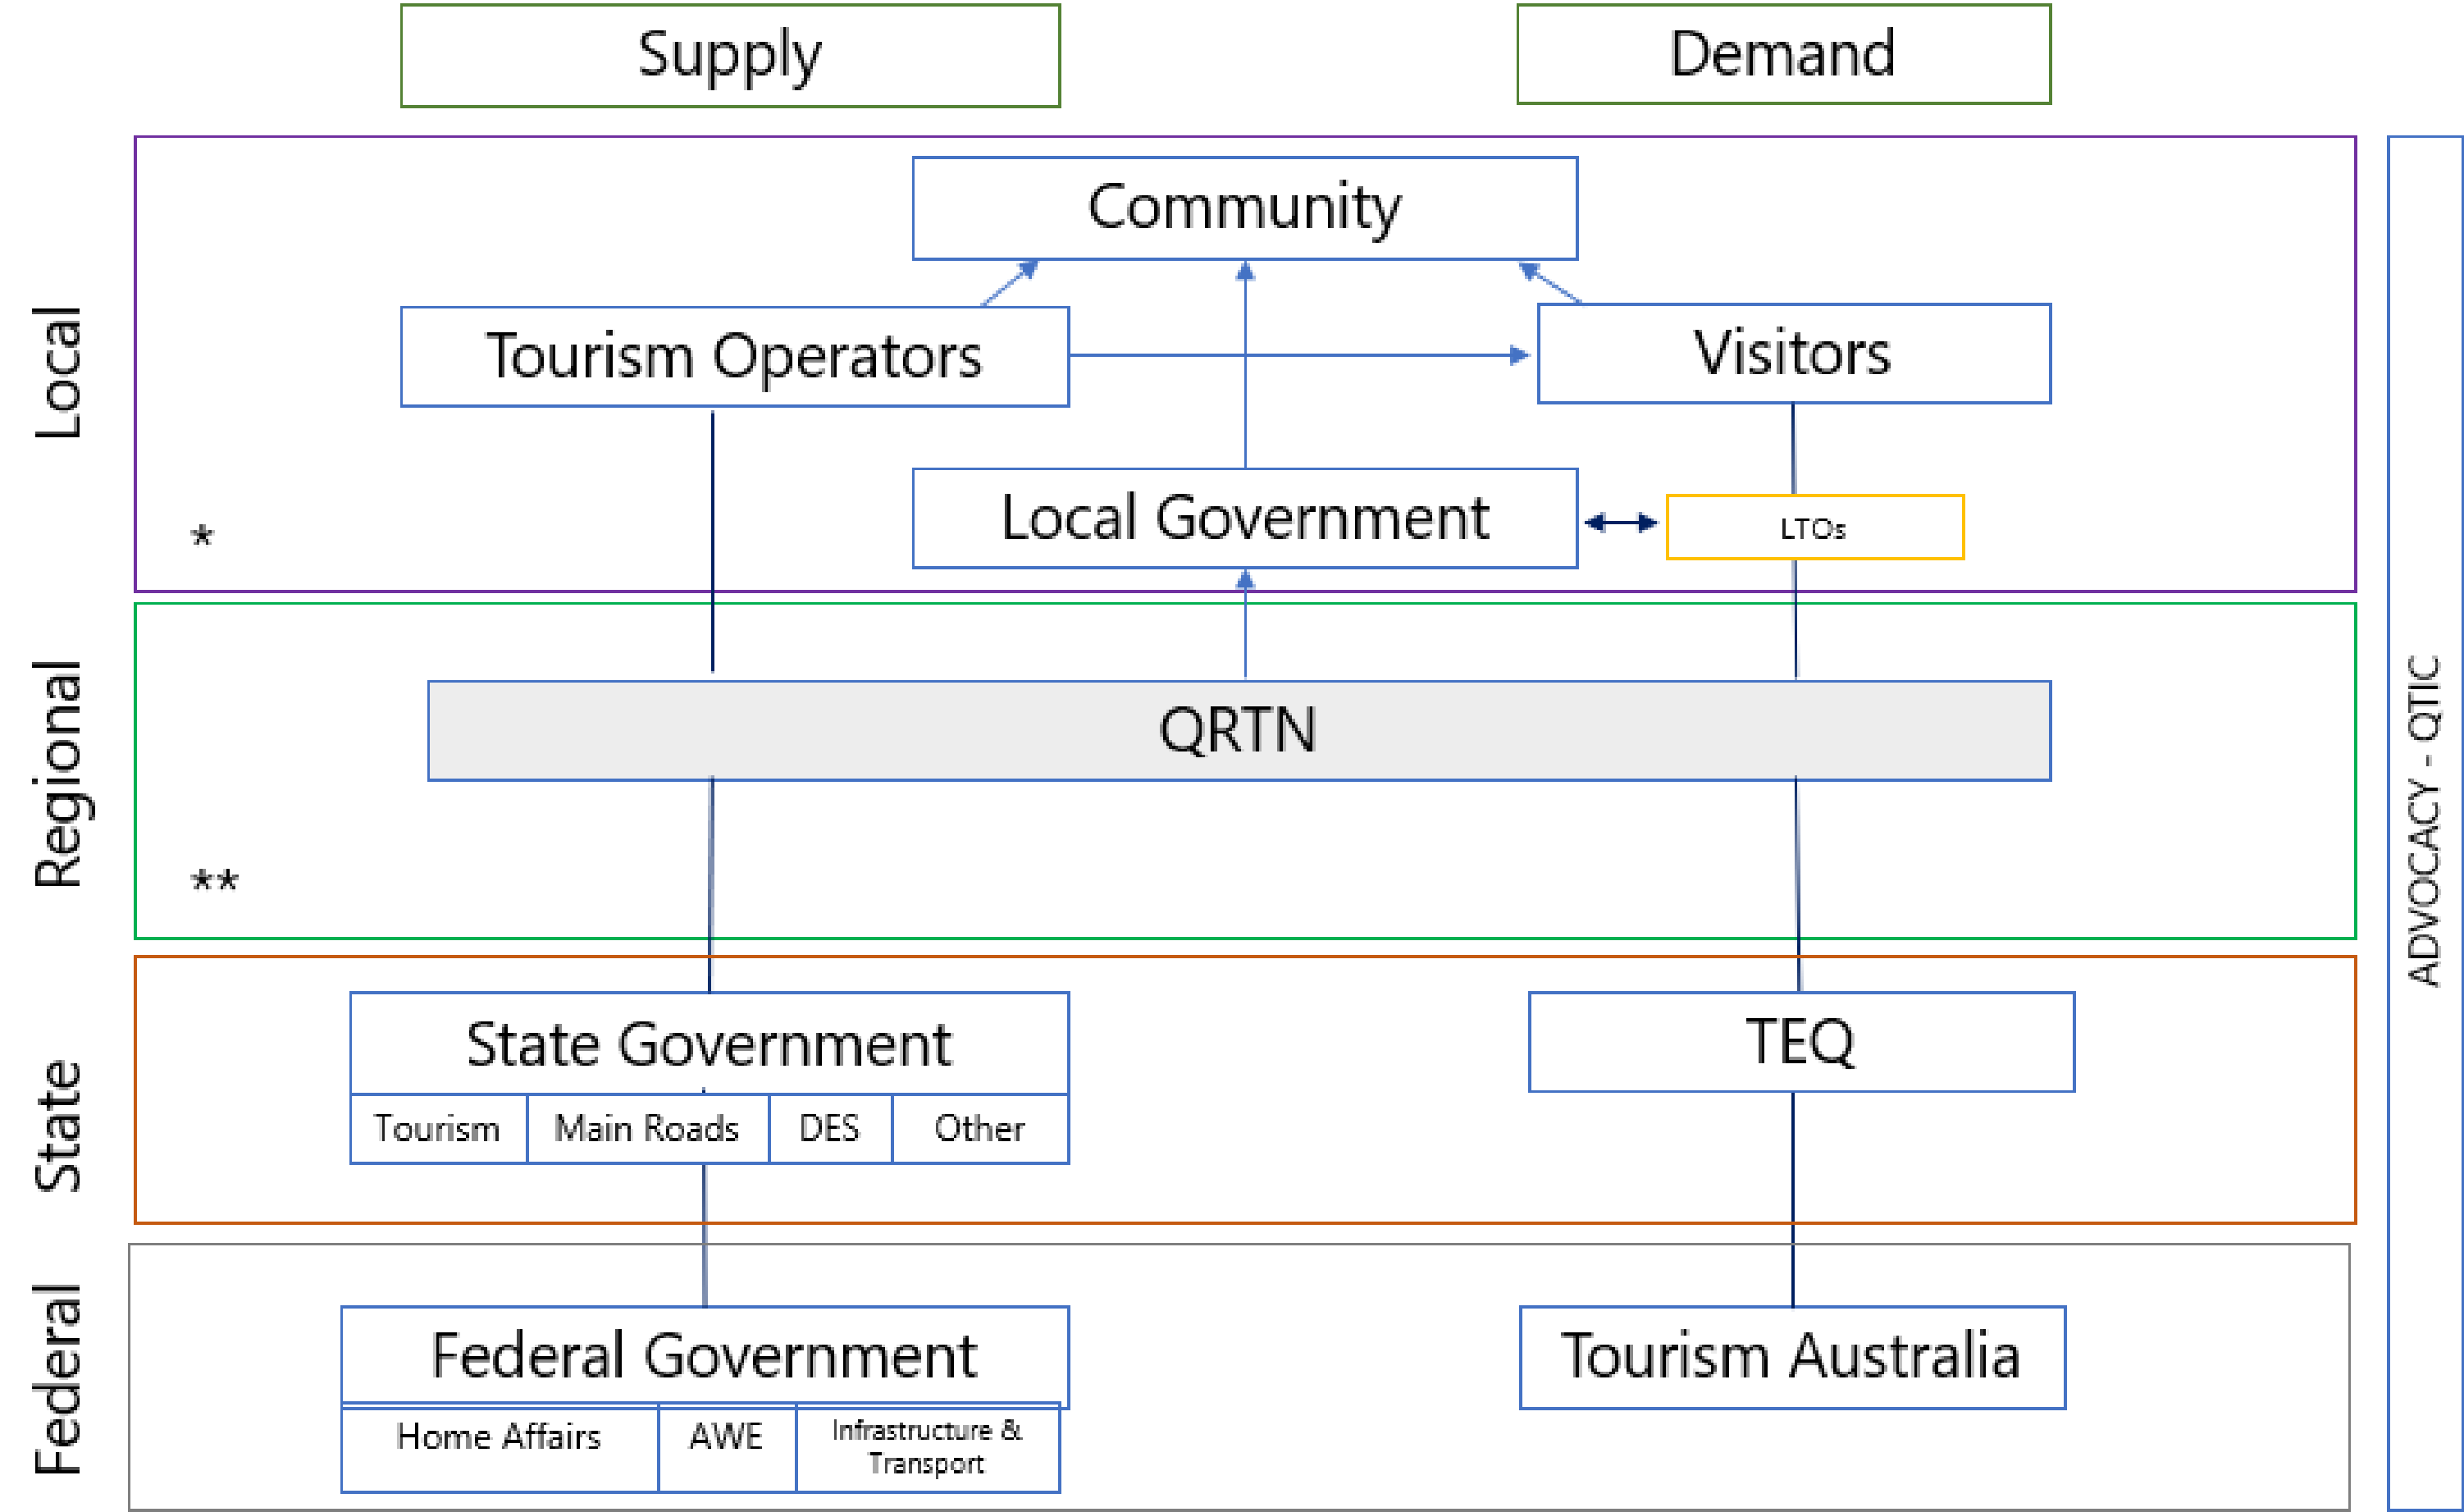 Supply
Demand
Local
Community
Tourism Operators
Visitors
Local Government
LTOs
*
Regional
QRTN
**
State
State Government
TEQ
Tourism
Main Roads
DES
Other
Federal
Federal Government
Tourism Australia
Home Affairs
AWE
Infrastructure &
Transport
ADVOCACY - QTIC